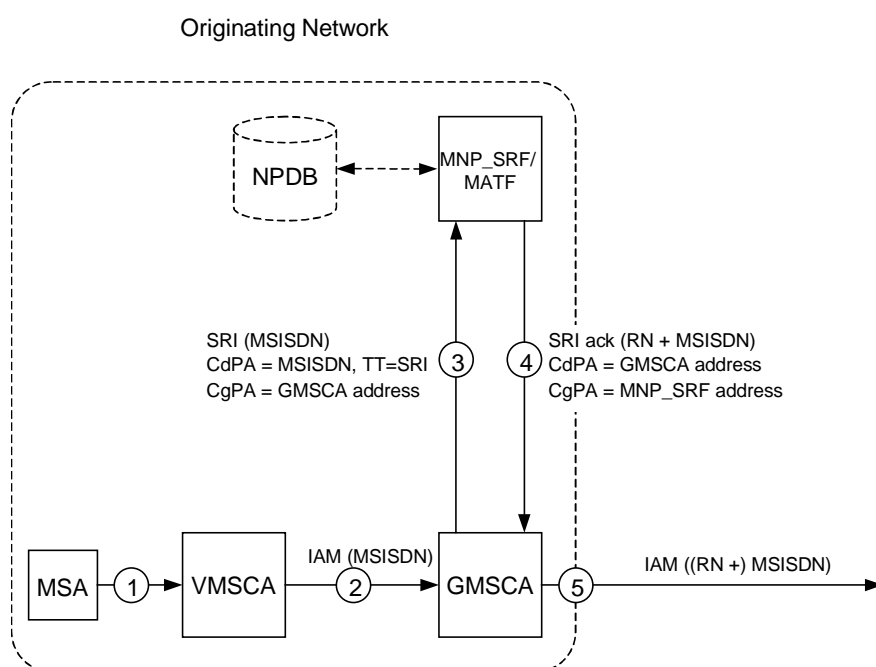 Originating Network
NPDB
MNP_SRF/
MATF
SRI (MSISDN)
CdPA = MSISDN, TT=SRI
CgPA = GMSCA address
3
4
SRI ack (RN + MSISDN)
CdPA = GMSCA address
CgPA = MNP_SRF address
MSA
1
VMSCA
IAM (MSISDN)
2
GMSCA
5
IAM ((RN +) MSISDN)